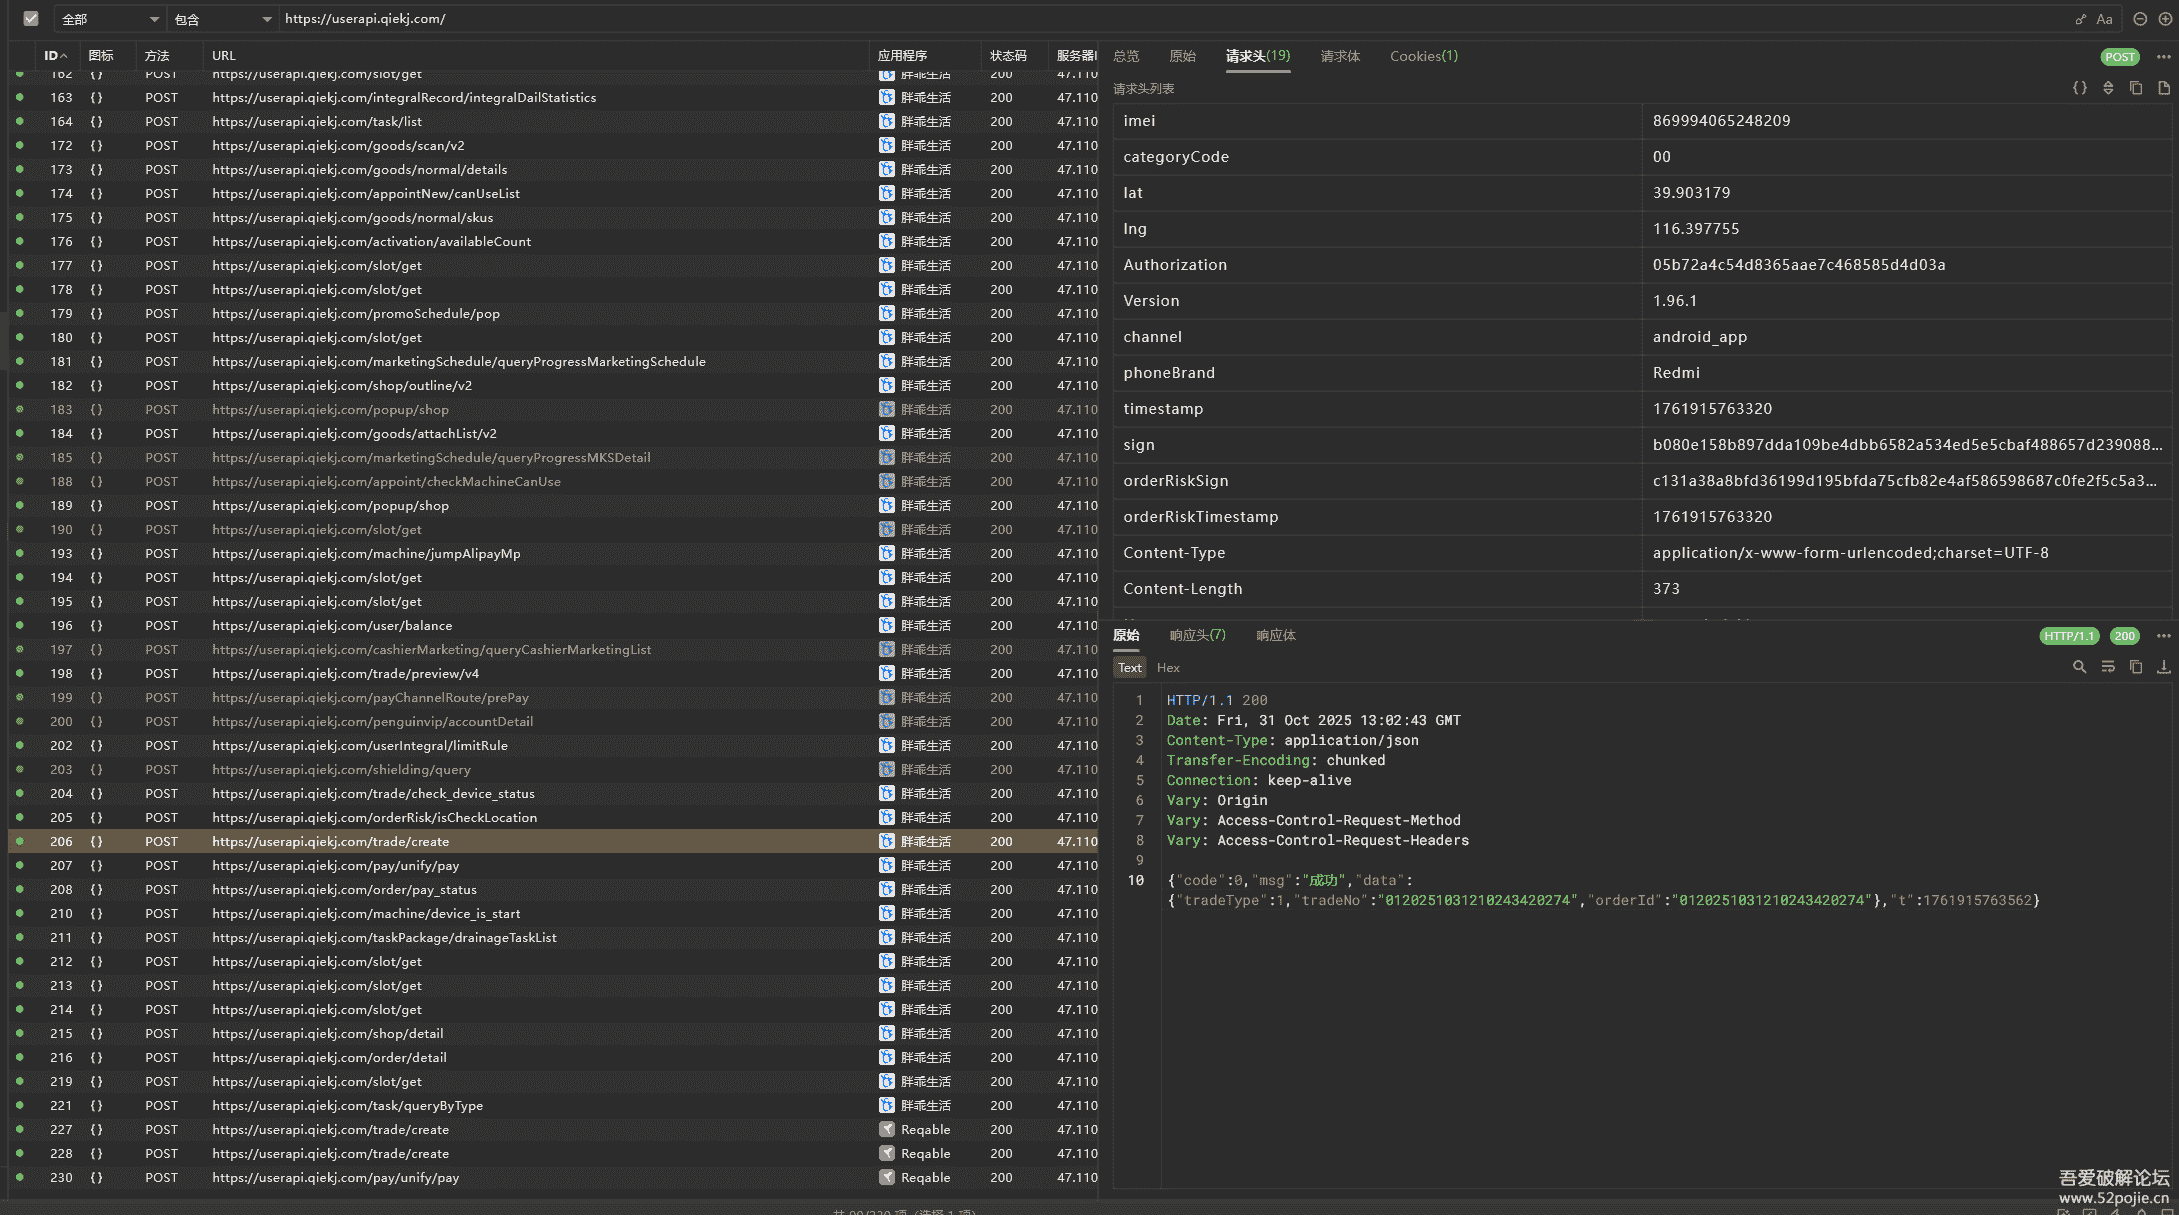 全部 包含 https://userapi.qiekj.com/ Aa
ID 图标 方法 URL 应用程序 状态码 服务器
162 {} POST https://userapi.qiekj.com/slot/get 胖乖生活 200 47.110
163 {} POST https://userapi.qiekj.com/integralRecord/integralDailStatistics 胖乖生活 200 47.110
164 {} POST https://userapi.qiekj.com/task/list 胖乖生活 200 47.110
172 {} POST https://userapi.qiekj.com/goods/scan/v2 胖乖生活 200 47.110
173 {} POST https://userapi.qiekj.com/goods/normal/details 胖乖生活 200 47.110
174 {} POST https://userapi.qiekj.com/appointNew/canUseList 胖乖生活 200 47.110
175 {} POST https://userapi.qiekj.com/goods/normal/skus 胖乖生活 200 47.110
176 {} POST https://userapi.qiekj.com/activation/availableCount 胖乖生活 200 47.110
177 {} POST https://userapi.qiekj.com/slot/get 胖乖生活 200 47.110
178 {} POST https://userapi.qiekj.com/slot/get 胖乖生活 200 47.110
179 {} POST https://userapi.qiekj.com/promoSchedule/pop 胖乖生活 200 47.110
180 {} POST https://userapi.qiekj.com/slot/get 胖乖生活 200 47.110
181 {} POST https://userapi.qiekj.com/marketingSchedule/queryProgressMarketingSchedule 胖乖生活 200 47.110
182 {} POST https://userapi.qiekj.com/shop/outline/v2 胖乖生活 200 47.110
183 {} POST https://userapi.qiekj.com/popup/shop 胖乖生活 200 47.110
184 {} POST https://userapi.qiekj.com/goods/attachList/v2 胖乖生活 200 47.110
185 {} POST https://userapi.qiekj.com/marketingSchedule/queryProgressMKSDetail 胖乖生活 200 47.110
188 {} POST https://userapi.qiekj.com/appoint/checkMachineCanUse 胖乖生活 200 47.110
189 {} POST https://userapi.qiekj.com/popup/shop 胖乖生活 200 47.110
190 {} POST https://userapi.qiekj.com/slot/get 胖乖生活 200 47.110
193 {} POST https://userapi.qiekj.com/machine/jumpAlipayMp 胖乖生活 200 47.110
194 {} POST https://userapi.qiekj.com/slot/get 胖乖生活 200 47.110
195 {} POST https://userapi.qiekj.com/slot/get 胖乖生活 200 47.110
196 {} POST https://userapi.qiekj.com/user/balance 胖乖生活 200 47.110
197 {} POST https://userapi.qiekj.com/cashierMarketing/queryCashierMarketingList 胖乖生活 200 47.110
198 {} POST https://userapi.qiekj.com/trade/preview/v4 胖乖生活 200 47.110
199 {} POST https://userapi.qiekj.com/payChannelRoute/prePay 胖乖生活 200 47.110
200 {} POST https://userapi.qiekj.com/penguinvip/accountDetail 胖乖生活 200 47.110
202 {} POST https://userapi.qiekj.com/userIntegral/limitRule 胖乖生活 200 47.110
203 {} POST https://userapi.qiekj.com/shielding/query 胖乖生活 200 47.110
204 {} POST https://userapi.qiekj.com/trade/check_device_status 胖乖生活 200 47.110
205 {} POST https://userapi.qiekj.com/orderRisk/isCheckLocation 胖乖生活 200 47.110
206 {} POST https://userapi.qiekj.com/trade/create 胖乖生活 200 47.110
207 {} POST https://userapi.qiekj.com/pay/unify/pay 胖乖生活 200 47.110
208 {} POST https://userapi.qiekj.com/order/pay_status 胖乖生活 200 47.110
210 {} POST https://userapi.qiekj.com/machine/device_is_start 胖乖生活 200 47.110
211 {} POST https://userapi.qiekj.com/taskPackage/drainageTaskList 胖乖生活 200 47.110
212 {} POST https://userapi.qiekj.com/slot/get 胖乖生活 200 47.110
213 {} POST https://userapi.qiekj.com/slot/get 胖乖生活 200 47.110
214 {} POST https://userapi.qiekj.com/slot/get 胖乖生活 200 47.110
215 {} POST https://userapi.qiekj.com/shop/detail 胖乖生活 200 47.110
216 {} POST https://userapi.qiekj.com/order/detail 胖乖生活 200 47.110
219 {} POST https://userapi.qiekj.com/slot/get 胖乖生活 200 47.110
221 {} POST https://userapi.qiekj.com/task/queryByType 胖乖生活 200 47.110
227 {} POST https://userapi.qiekj.com/trade/create Reqable 200 47.110
228 {} POST https://userapi.qiekj.com/trade/create Reqable 200 47.110
230 {} POST https://userapi.qiekj.com/pay/unify/pay Reqable 200 47.110
总览 原始 请求头(19) 请求体 Cookies(1) POST
请求头列表
imei 869994065248209
categoryCode 00
lat 39.903179
lng 116.397755
Authorization 05b72a4c54d8365aae7c468585d4d03a
Version 1.96.1
channel android_app
phoneBrand Redmi
timestamp 1761915763320
sign b080e158b897dda109be4dbb6582a534ed5e5cbaf488657d239088...
orderRiskSign c131a38a8bfd36199d195bfda75cfb82e4af586598687c0fe2f5c5a3...
orderRiskTimestamp 1761915763320
Content-Type application/x-www-form-urlencoded;charset=UTF-8
Content-Length 373
原始 响应头(7) 响应体 HTTP/1.1 200
Text Hex
1 HTTP/1.1 200
2 Date: Fri, 31 Oct 2025 13:02:43 GMT
3 Content-Type: application/json
4 Transfer-Encoding: chunked
5 Connection: keep-alive
6 Vary: Origin
7 Vary: Access-Control-Request-Method
8 Vary: Access-Control-Request-Headers
9
10 {"code":0,"msg":"成功","data":
{"tradeType":1,"tradeNo":"0120251031210243420274","orderId":"0120251031210243420274"},"t":1761915763562}
吾爱破解论坛
www.52pojie.cn